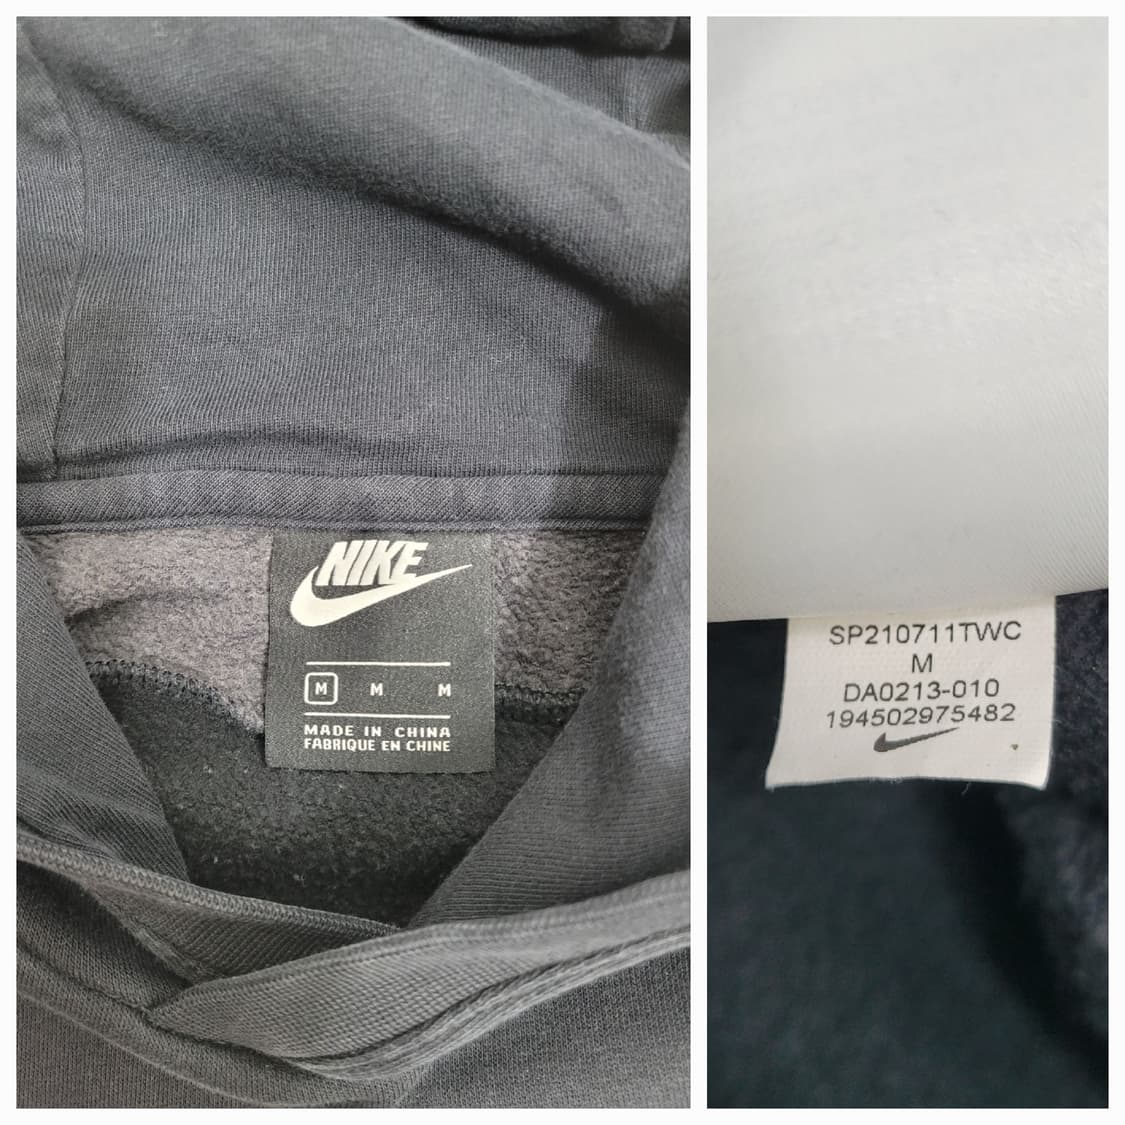 NIKE
M M M
MADE IN CHINA
FABRIQUE EN CHINE
SP210711TWC
M
DA0213-010
194502975482